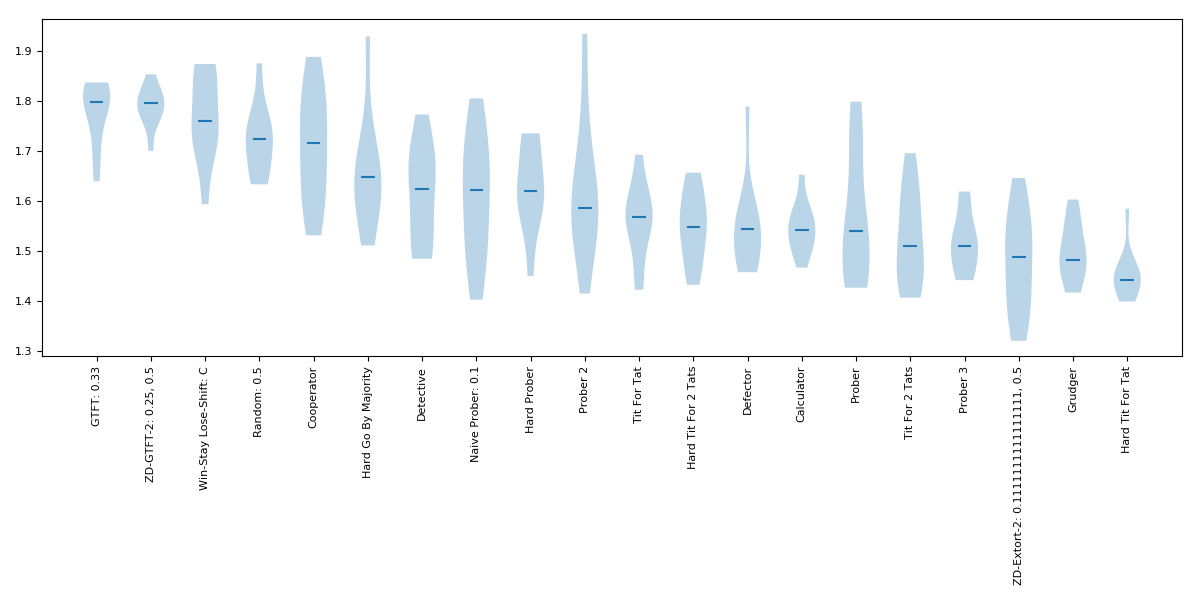 1.9
1.8
1.7
1.6
1.5
1.4
1.3
GTFT: 0.33
ZD-GTFT-2: 0.25, 0.5
Win-Stay Lose-Shift: C
Random: 0.5
Cooperator
Hard Go By Majority
Detective
Naive Prober: 0.1
Hard Prober
Prober 2
Tit For Tat
Hard Tit For 2 Tats
Defector
Calculator
Prober
Tit For 2 Tats
Prober 3
ZD-Extort-2: 0.1111111111111111, 0.5
Grudger
Hard Tit For Tat